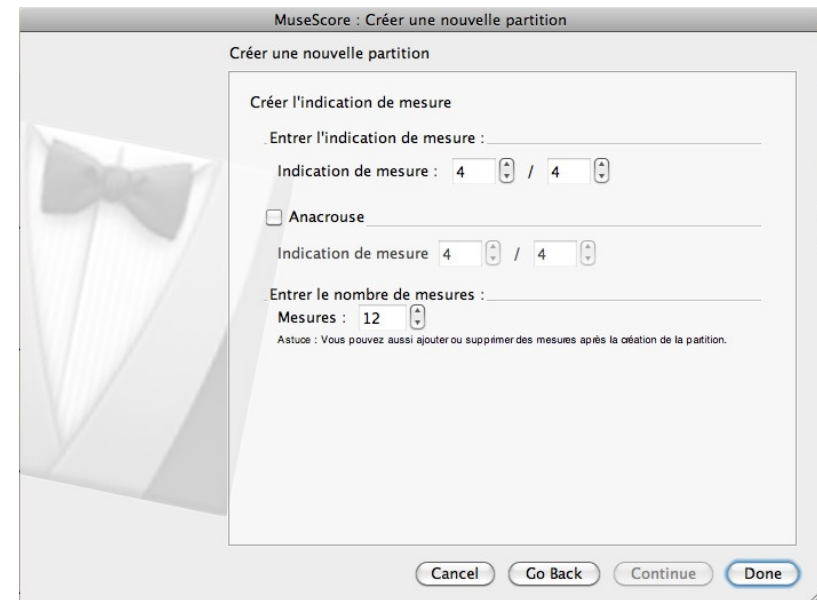 MuseScore : Créer une nouvelle partition
Créer une nouvelle partition
Créer l'indication de mesure
Entrer l'indication de mesure :
Indication de mesure : 4 / 4
Anacrouse
Indication de mesure 4 / 4
Entrer le nombre de mesures :
Mesures : 12
Astuce : Vous pouvez aussi ajouter ou supprimer des mesures après la création de la partition.
Cancel Go Back Continue Done